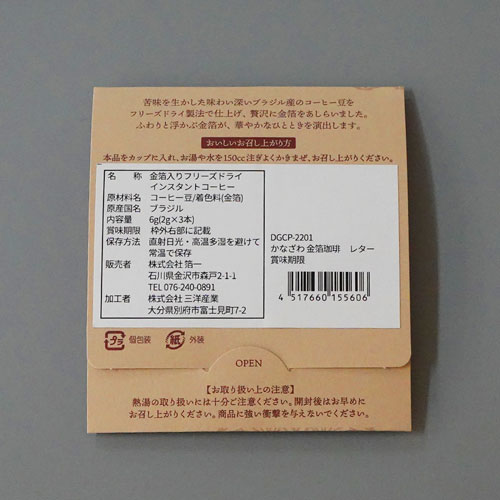 苦味を生かした味わい深いブラジル産のコーヒー豆を
フリーズドライ製法で仕上げ、贅沢に金箔をあしらいました。
ふわりと浮かぶ金箔が、華やかなひとときを演出します。
おいしいお召し上がり方
本品をカップに入れ、お湯や水を150cc注ぎよくかきまぜ、お召し上がりください。
名　　称　金箔入りフリーズドライ
インスタントコーヒー
原材料名　コーヒー豆/着色料(金箔)
原産国名　ブラジル
内容量　6g(2g×3本)
賞味期限　枠外右部に記載
保存方法　直射日光・高温多湿を避けて
常温で保存
販売者　株式会社 箔一
石川県金沢市森戸2-1-1
TEL 076-240-0891
加工者　株式会社 三洋産業
大分県別府市富士見町7-2
DGCP-2201
かなざわ 金箔珈琲　レター
賞味期限
4 517660 155606
プラ 個包装 紙 外装
OPEN
【お取り扱い上の注意】
熱湯の取り扱いには十分ご注意ください。開封後はお早めに
お召し上がりください。商品に強い衝撃を与えないでください。